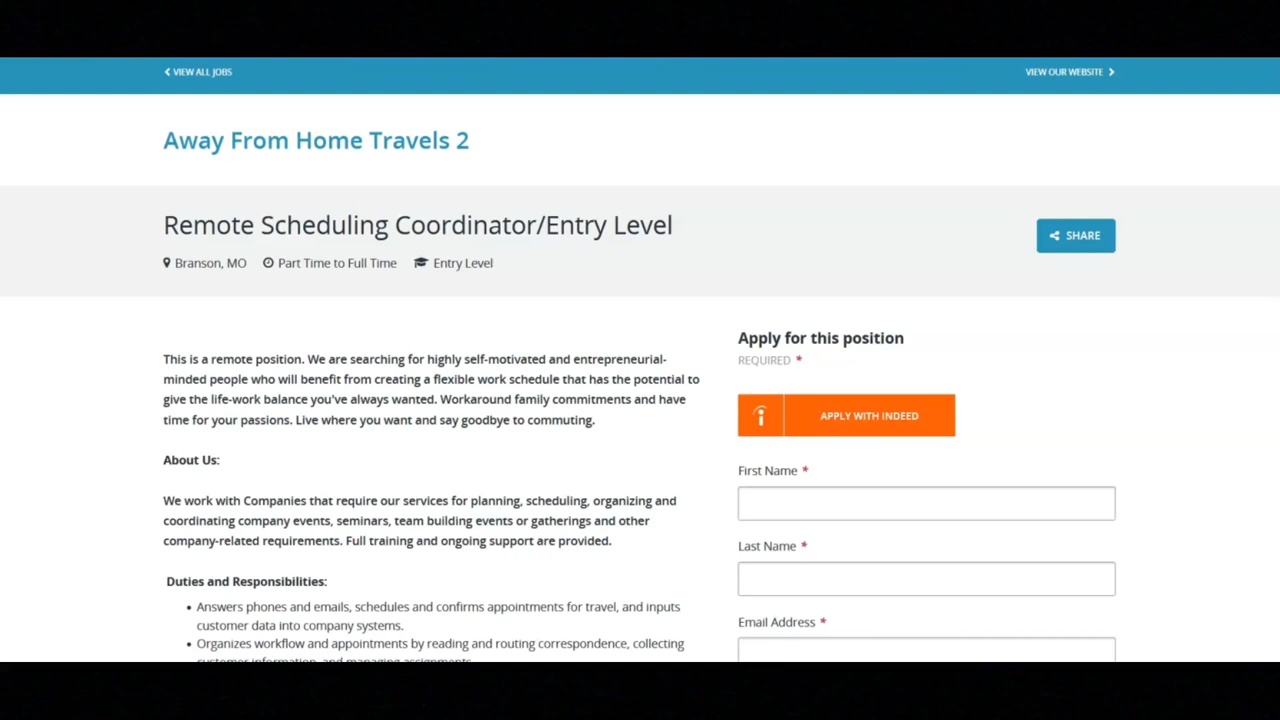 VIEW ALL JOBS
VIEW OUR WEBSITE
Away From Home Travels 2
Remote Scheduling Coordinator/Entry Level
Branson, MO Part Time to Full Time Entry Level
SHARE
This is a remote position. We are searching for highly self-motivated and entrepreneurial-
minded people who will benefit from creating a flexible work schedule that has the potential to
give the life-work balance you've always wanted. Workaround family commitments and have
time for your passions. Live where you want and say goodbye to commuting.
About Us:
We work with Companies that require our services for planning, scheduling, organizing and
coordinating company events, seminars, team building events or gatherings and other
company-related requirements. Full training and ongoing support are provided.
Duties and Responsibilities:
• Answers phones and emails, schedules and confirms appointments for travel, and inputs
customer data into company systems.
• Organizes workflow and appointments by reading and routing correspondence, collecting
customer information, and managing assignments.
Apply for this position
REQUIRED *
APPLY WITH INDEED
First Name *
Last Name *
Email Address *